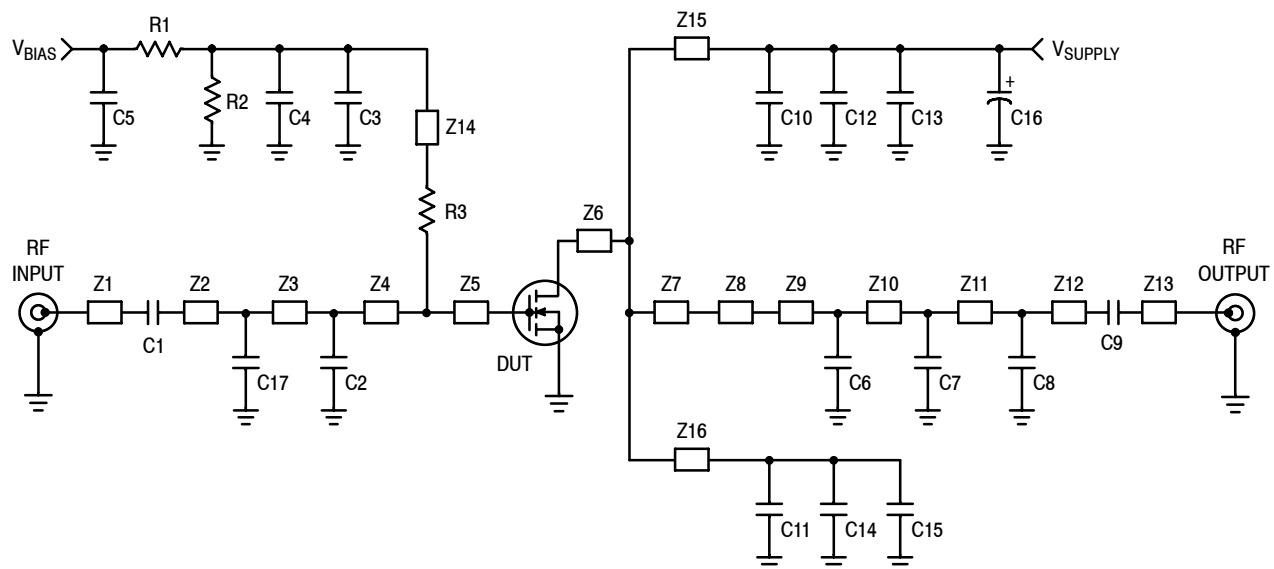 Z15
R1
VBIAS
VSUPPLY
+
R2
C5
C4
C3
Z14
C10
C12
C13
C16
R3
Z6
RF
INPUT
RF
OUTPUT
Z1
Z2
Z3
Z4
Z5
Z7
Z8
Z9
Z10
Z11
Z12
Z13
C1
DUT
C9
C17
C2
C6
C7
C8
Z16
C11
C14
C15